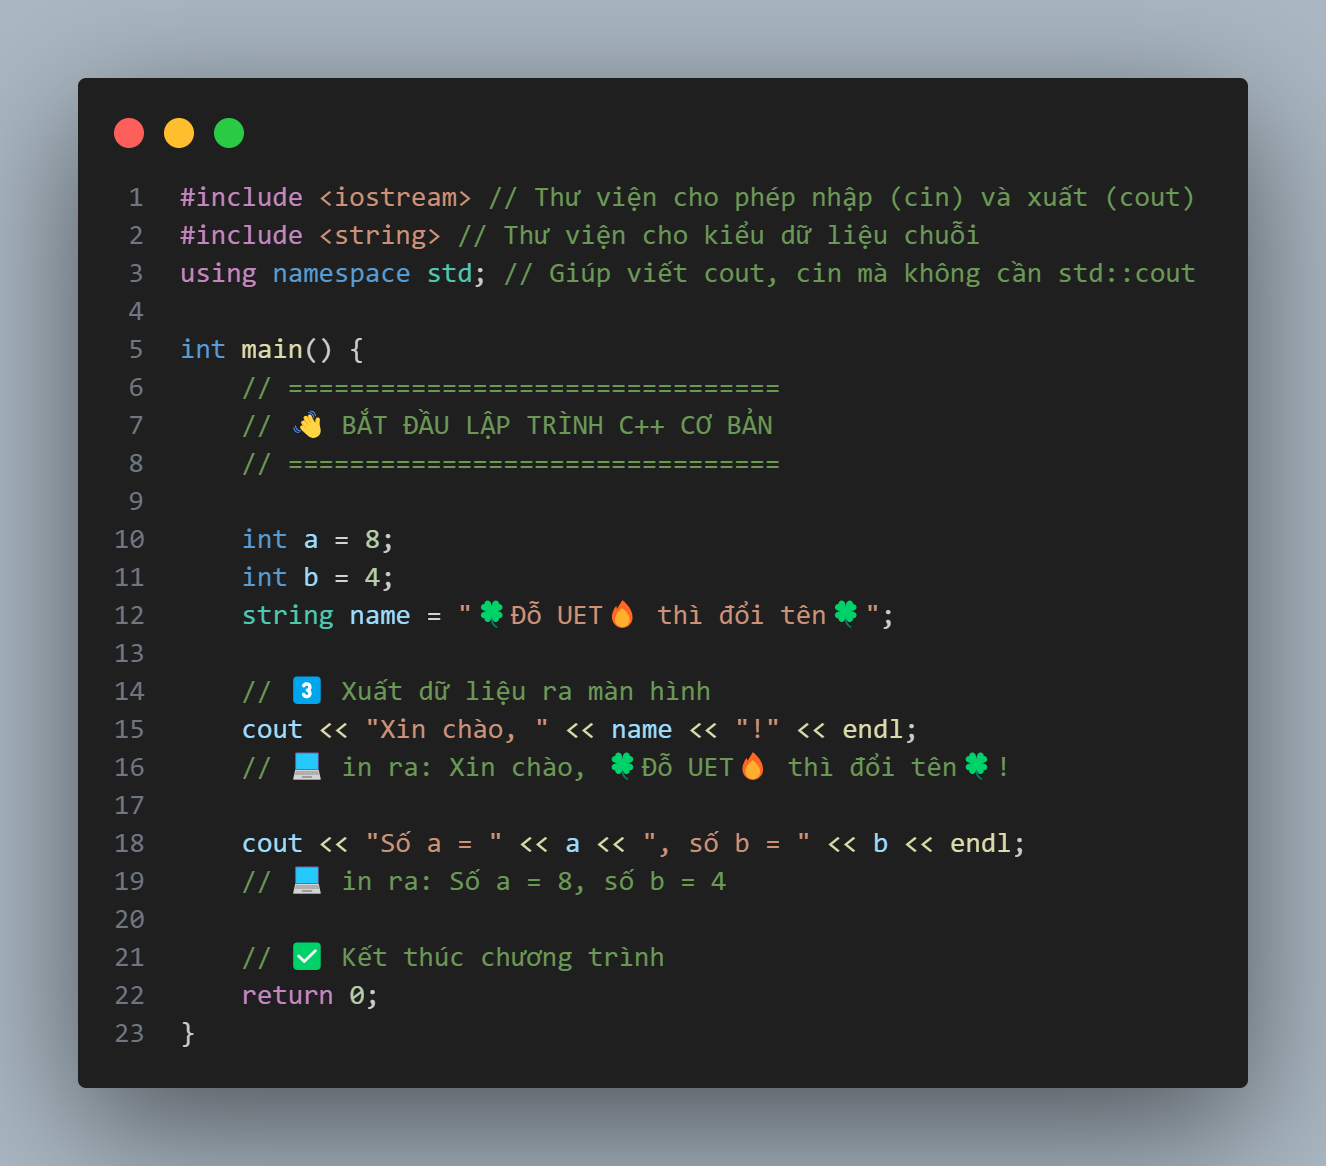 1 #include <iostream> // Thư viện cho phép nhập (cin) và xuất (cout)
2 #include <string> // Thư viện cho kiểu dữ liệu chuỗi
3 using namespace std; // Giúp viết cout, cin mà không cần std::cout
4
5 int main() {
6     // ================================
7     // 👋 BẮT ĐẦU LẬP TRÌNH C++ CƠ BẢN
8     // ================================
9
10     int a = 8;
11     int b = 4;
12     string name = "🍀Đỗ UET🔥 thì đổi tên🍀";
13
14     // 3️⃣ Xuất dữ liệu ra màn hình
15     cout << "Xin chào, " << name << "!" << endl;
16     // 💻 in ra: Xin chào, 🍀Đỗ UET🔥 thì đổi tên🍀!
17
18     cout << "Số a = " << a << ", số b = " << b << endl;
19     // 💻 in ra: Số a = 8, số b = 4
20
21     // ✅ Kết thúc chương trình
22     return 0;
23 }